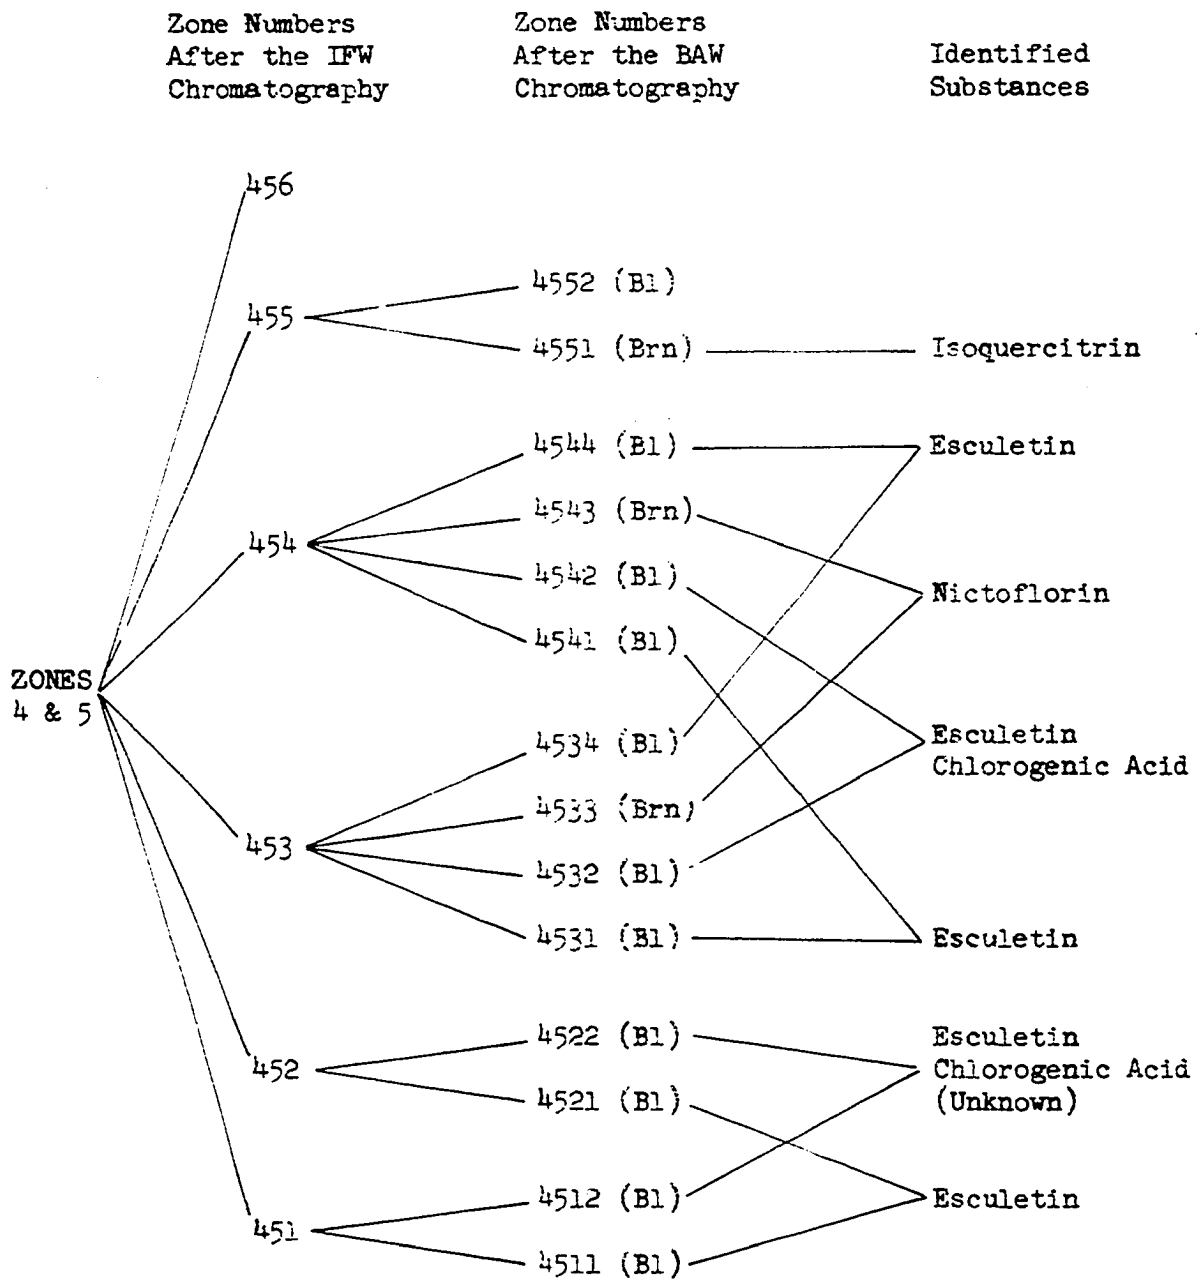 Zone Numbers
After the IFW
Chromatography
Zone Numbers
After the BAW
Chromatography
Identified
Substances
456
4552 (Bl)
455
4551 (Brn)
Isoquercitrin
4544 (Bl)
Esculetin
4543 (Brn)
454
4542 (Bl)
Nictoflorin
4541 (Bl)
ZONES
4 & 5
4534 (Bl)
Esculetin
Chlorogenic Acid
4533 (Brn)
453
4532 (Bl)
4531 (Bl)
Esculetin
4522 (Bl)
Esculetin
Chlorogenic Acid
(Unknown)
452
4521 (Bl)
4512 (Bl)
Esculetin
451
4511 (Bl)